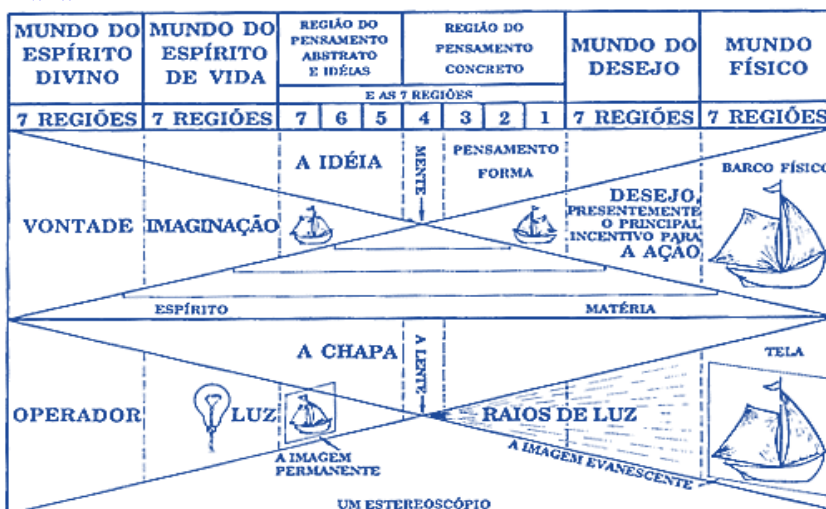 MUNDO DO
ESPÍRITO
DIVINO
MUNDO DO
ESPÍRITO
DE VIDA
REGIÃO DO
PENSAMENTO
ABSTRATO
E IDÉIAS
REGIÃO DO
PENSAMENTO
CONCRETO
MUNDO DO
DESEJO
MUNDO
FÍSICO
E AS 7 REGIÕES
7 REGIÕES
7 REGIÕES
7 6 5 4 3 2 1
7 REGIÕES
7 REGIÕES
A IDÉIA
MENTE
PENSAMENTO
FORMA
BARCO FÍSICO
VONTADE
IMAGINAÇÃO
DESEJO,
PRESENTEMENTE
O PRINCIPAL
INCENTIVO PARA
A AÇÃO
ESPÍRITO
MATÉRIA
A CHAPA
A LENTE
TELA
OPERADOR
LUZ
RAIOS DE LUZ
A IMAGEM
PERMANENTE
A IMAGEM EVANESCENTE
UM ESTEREOSCÓPIO